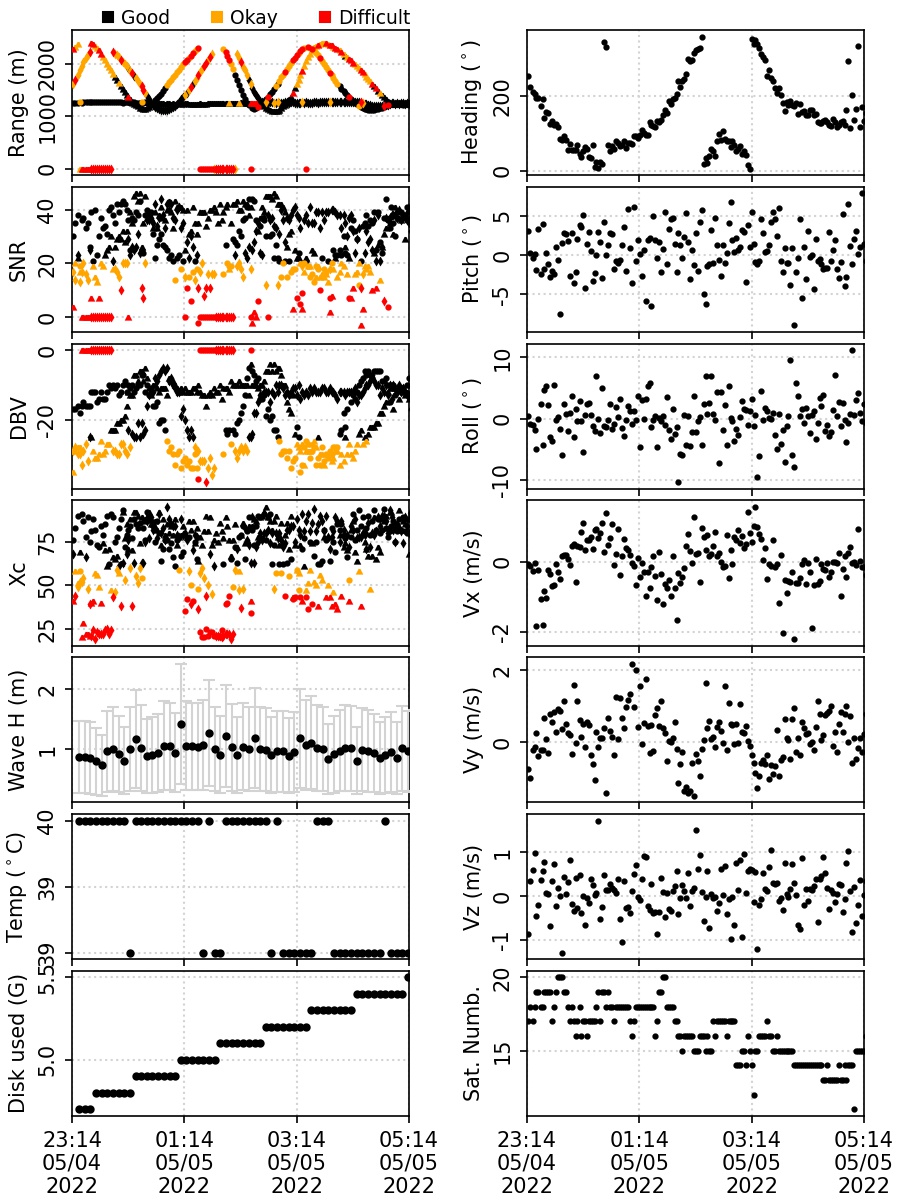 Good Okay Difficult
Range (m)
2000
1000
0
Heading (°)
200
0
SNR
40
20
0
Pitch (°)
5
0
-5
DBV
0
-20
Roll (°)
10
0
-10
Xc
75
50
25
Vx (m/s)
0
-2
Wave H (m)
2
1
Vy (m/s)
2
0
Temp (°C)
40
39
39
Vz (m/s)
1
0
-1
Disk used (G)
5.5
5.0
Sat. Numb.
20
15
23:14 01:14 03:14 05:14
05/04 05/05 05/05 05/05
2022 2022 2022 2022
23:14 01:14 03:14 05:14
05/04 05/05 05/05 05/05
2022 2022 2022 2022